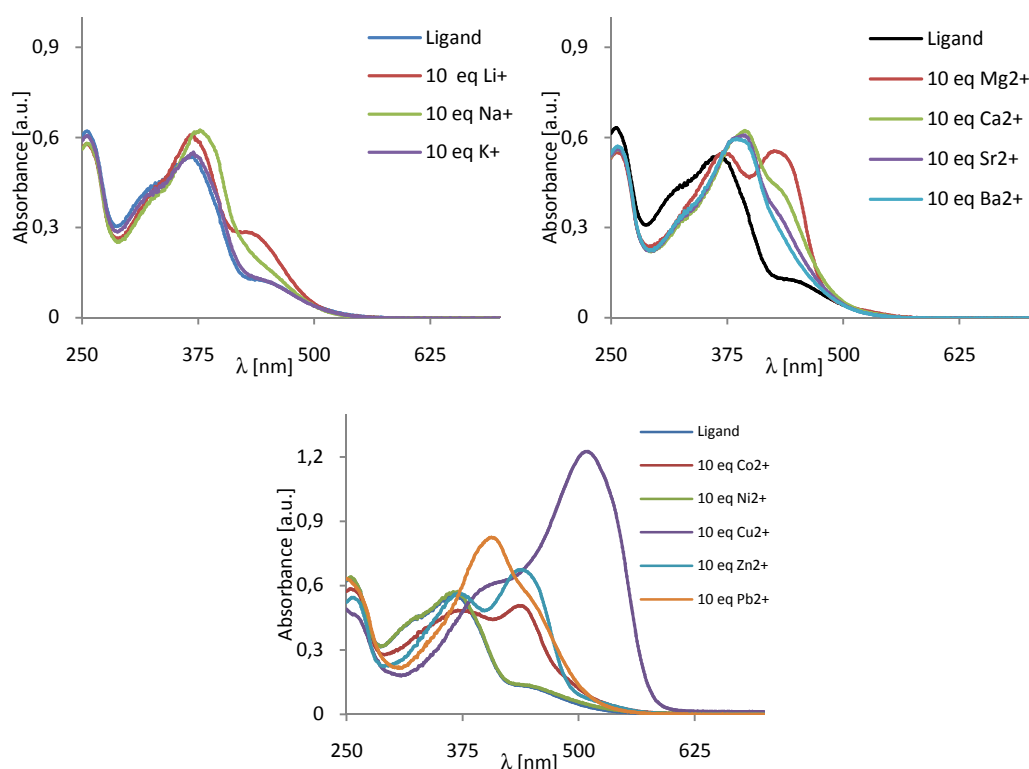 0,9
0,6
0,3
0
Absorbance [a.u.]
250
375
500
625
λ [nm]
Ligand
10 eq Li+
10 eq Na+
10 eq K+
0,9
0,6
0,3
0
Absorbance [a.u.]
250
375
500
625
λ [nm]
Ligand
10 eq Mg2+
10 eq Ca2+
10 eq Sr2+
10 eq Ba2+
1,2
0,9
0,6
0,3
0
Absorbance [a.u.]
250
375
500
625
λ [nm]
Ligand
10 eq Co2+
10 eq Ni2+
10 eq Cu2+
10 eq Zn2+
10 eq Pb2+